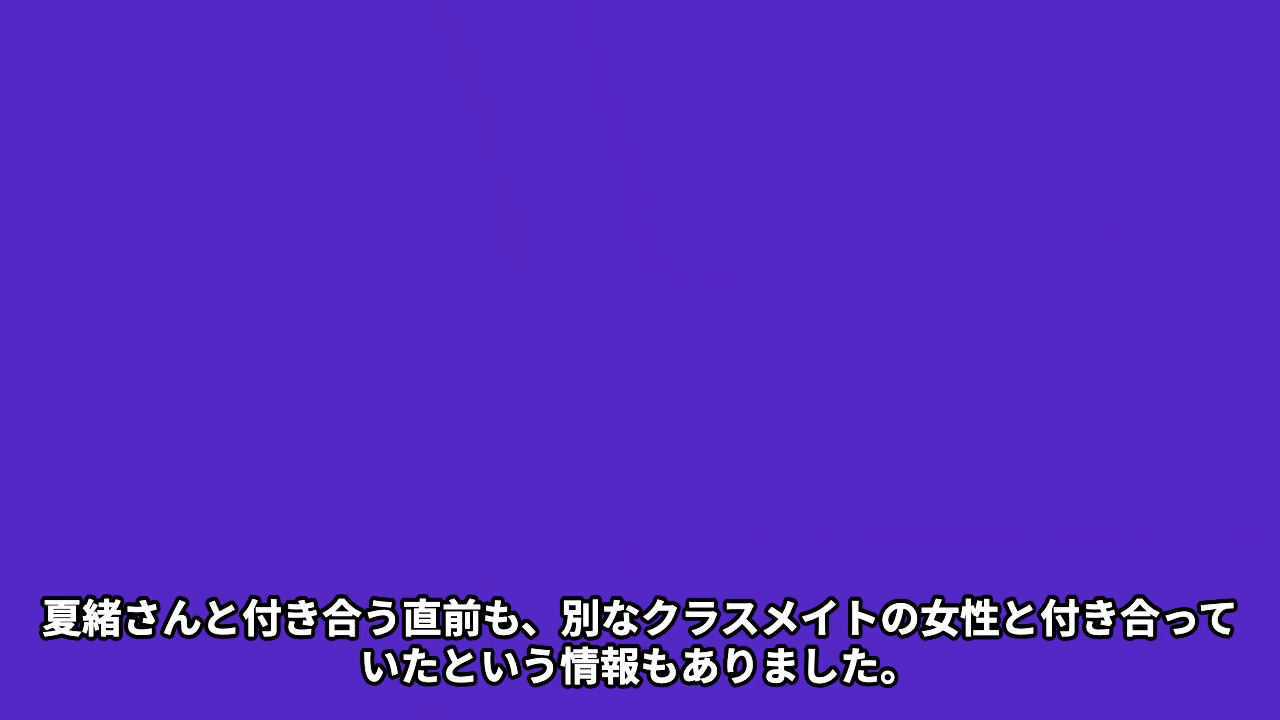 夏緒さんと付き合う直前も、別なクラスメイトの女性と付き合って
いたという情報もありました。